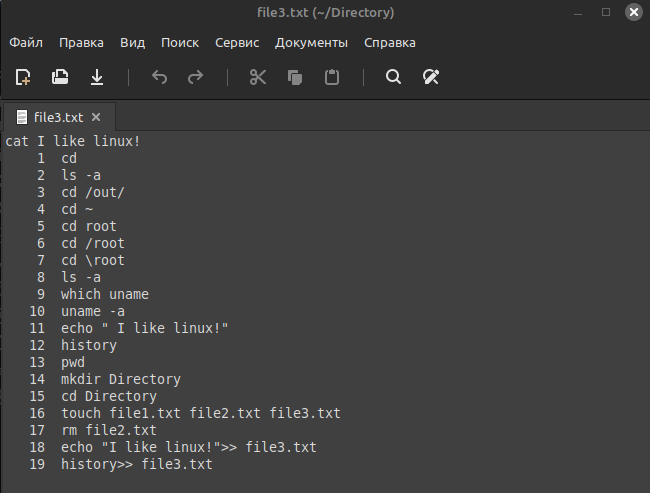 file3.txt (~/Directory)
Файл Правка Вид Поиск Сервис Документы Справка
file3.txt
cat I like linux!
1 cd
2 ls -a
3 cd /out/
4 cd ~
5 cd root
6 cd /root
7 cd \root
8 ls -a
9 which uname
10 uname -a
11 echo " I like linux!"
12 history
13 pwd
14 mkdir Directory
15 cd Directory
16 touch file1.txt file2.txt file3.txt
17 rm file2.txt
18 echo "I like linux!">> file3.txt
19 history>> file3.txt